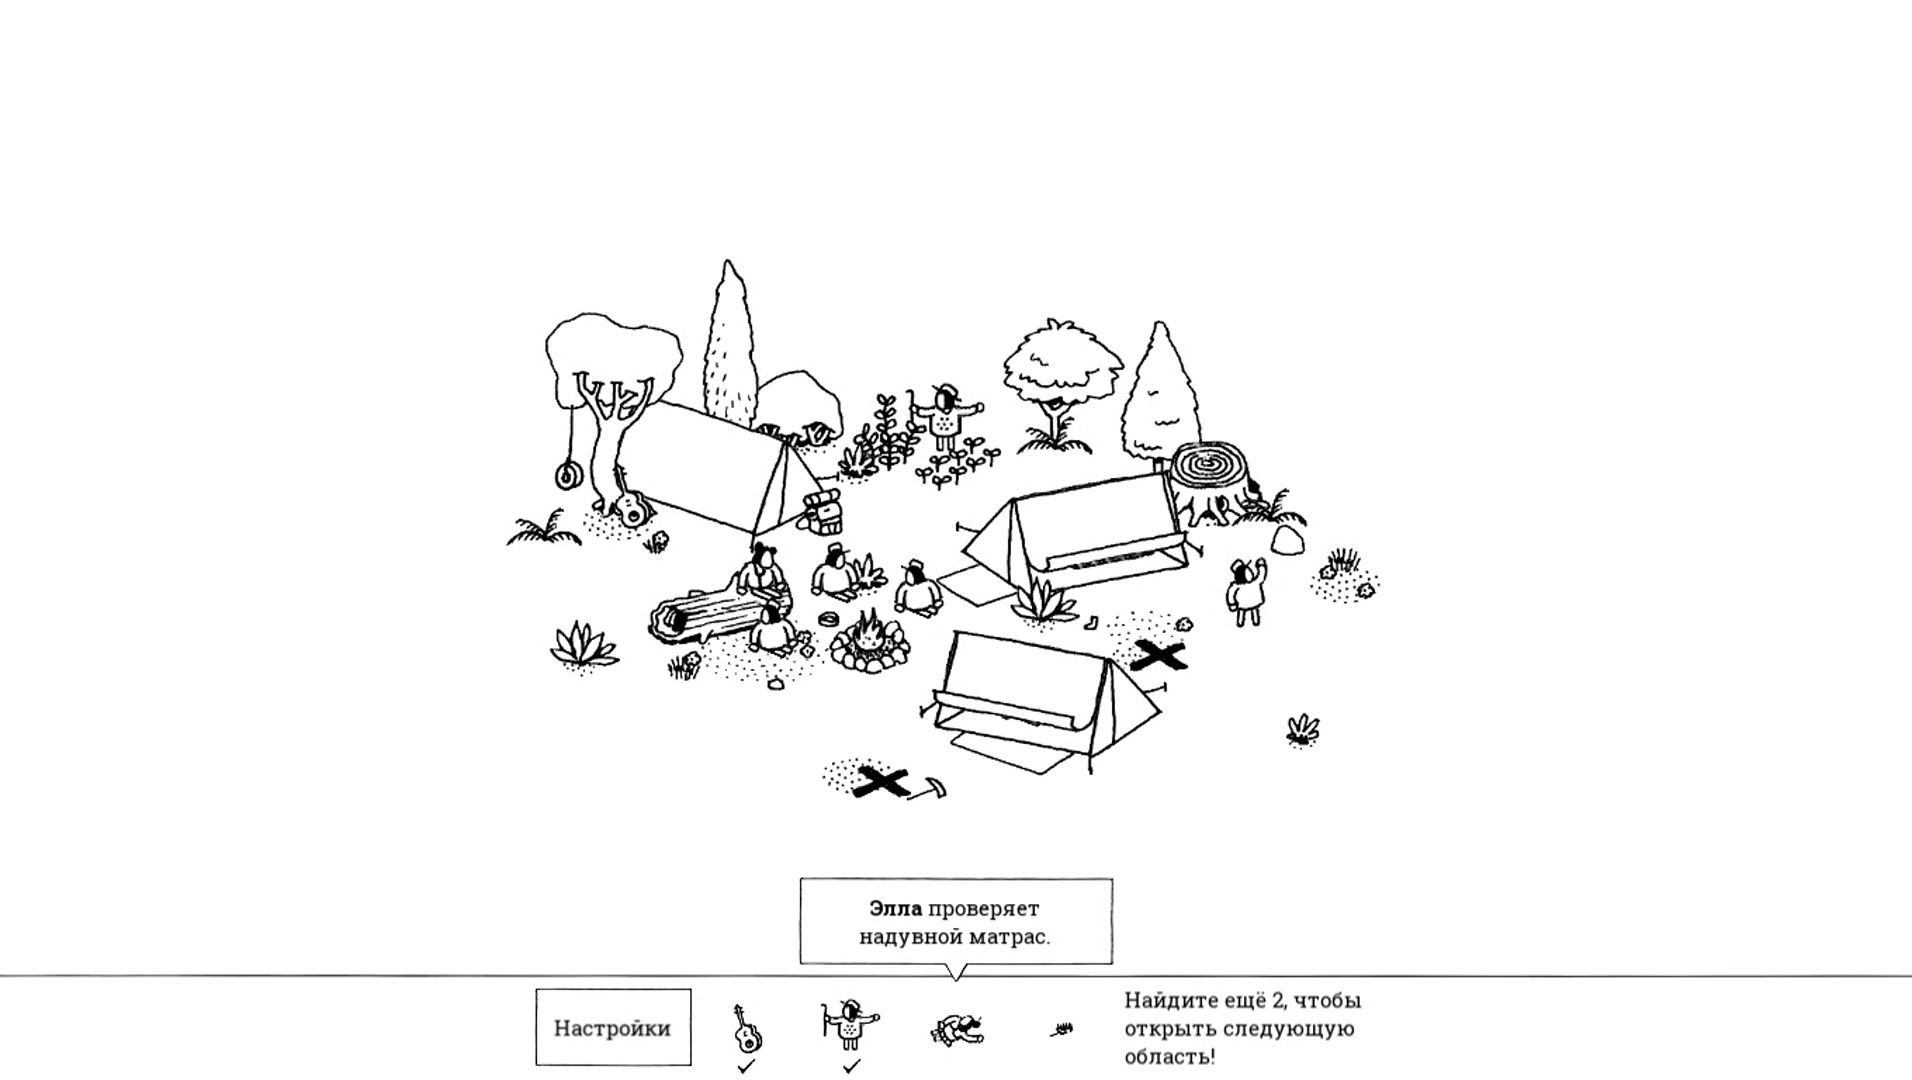 Элла проверяет
надувной матрас.
Настройки
Найдите ещё 2, чтобы
открыть следующую
область!